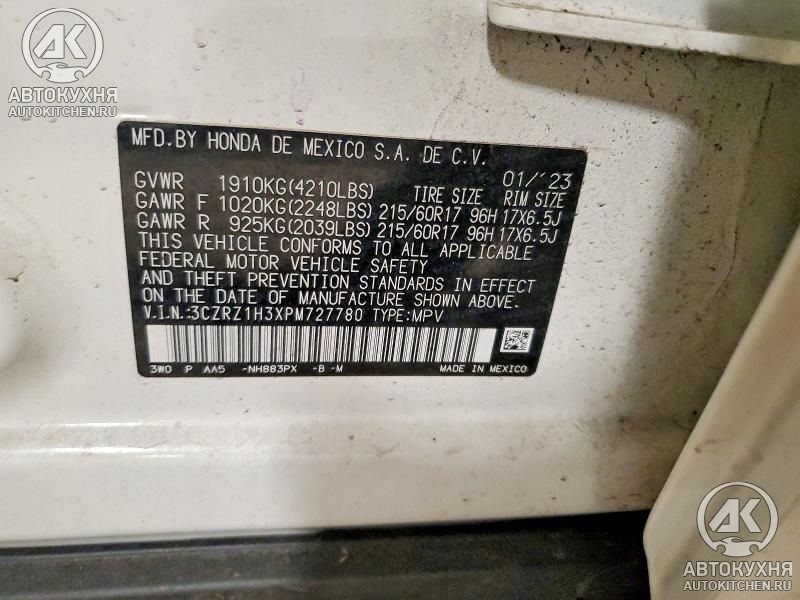 AK
АВТОКУХНЯ
AUTOKITCHEN.RU
MFD.BY HONDA DE MEXICO S.A. DE C.V.
01/'23
GVWR 1910KG(4210LBS) TIRE SIZE RIM SIZE
GAWR F 1020KG(2248LBS) 215/60R17 96H 17X6.5J
GAWR R 925KG(2039LBS) 215/60R17 96H 17X6.5J
THIS VEHICLE CONFORMS TO ALL APPLICABLE
FEDERAL MOTOR VEHICLE SAFETY
AND THEFT PREVENTION STANDARDS IN EFFECT
ON THE DATE OF MANUFACTURE SHOWN ABOVE.
V.I.N.:3CZRZ1H3XPM727780 TYPE:MPV
3W0 P AA5 -NH883PX -B -M MADE IN MEXICO
AK
АВТОКУХНЯ
AUTOKITCHEN.RU